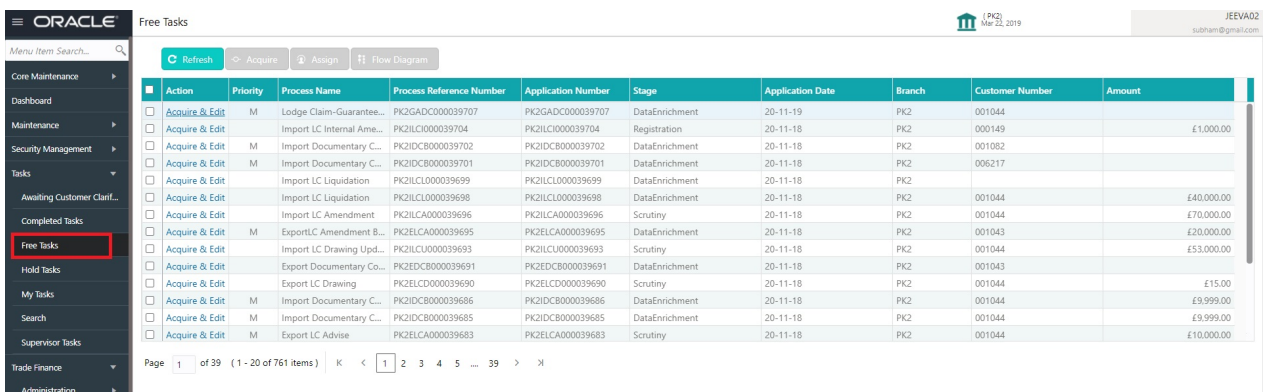 ORACLE®
Free Tasks
( PK2)
Mar 22, 2019
JEEVA02
subham@gmail.com
Menu Item Search...
Refresh Acquire Assign Flow Diagram
Core Maintenance
Dashboard
Maintenance
Security Management
Tasks
Awaiting Customer Clarif...
Completed Tasks
Free Tasks
Hold Tasks
My Tasks
Search
Supervisor Tasks
Trade Finance
Administration
Action Priority Process Name Process Reference Number Application Number Stage Application Date Branch Customer Number Amount
Acquire & Edit M Lodge Claim-Guarantee... PK2GADC000039707 PK2GADC000039707 DataEnrichment 20-11-19 PK2 001044
Acquire & Edit Import LC Internal Ame... PK2ILCI000039704 PK2ILCI000039704 Registration 20-11-18 PK2 000149 £1,000.00
Acquire & Edit M Import Documentary C... PK2IDCB000039702 PK2IDCB000039702 DataEnrichment 20-11-18 PK2 001082
Acquire & Edit M Import Documentary C... PK2IDCB000039701 PK2IDCB000039701 DataEnrichment 20-11-18 PK2 006217
Acquire & Edit Import LC Liquidation PK2ILCL000039699 PK2ILCL000039699 DataEnrichment 20-11-18 PK2
Acquire & Edit Import LC Liquidation PK2ILCL000039698 PK2ILCL000039698 DataEnrichment 20-11-18 PK2 001044 £40,000.00
Acquire & Edit Import LC Amendment PK2ILCA000039696 PK2ILCA000039696 Scrutiny 20-11-18 PK2 001044 £70,000.00
Acquire & Edit M ExportLC Amendment B... PK2ELCA000039695 PK2ELCA000039695 DataEnrichment 20-11-18 PK2 001043 £20,000.00
Acquire & Edit Import LC Drawing Upd... PK2ILCU000039693 PK2ILCU000039693 Scrutiny 20-11-18 PK2 001044 £53,000.00
Acquire & Edit Export Documentary Co... PK2EDCB000039691 PK2EDCB000039691 DataEnrichment 20-11-18 PK2 001043
Acquire & Edit Export LC Drawing PK2ELCD000039690 PK2ELCD000039690 Scrutiny 20-11-18 PK2 001044 £15.00
Acquire & Edit M Import Documentary C... PK2IDCB000039686 PK2IDCB000039686 DataEnrichment 20-11-18 PK2 001044 £9,999.00
Acquire & Edit M Import Documentary C... PK2IDCB000039685 PK2IDCB000039685 DataEnrichment 20-11-18 PK2 001044 £9,999.00
Acquire & Edit M Export LC Advise PK2ELCA000039683 PK2ELCA000039683 Scrutiny 20-11-18 PK2 001044 £10,000.00
Page 1 of 39 ( 1 - 20 of 761 items ) 1 2 3 4 5 ... 39